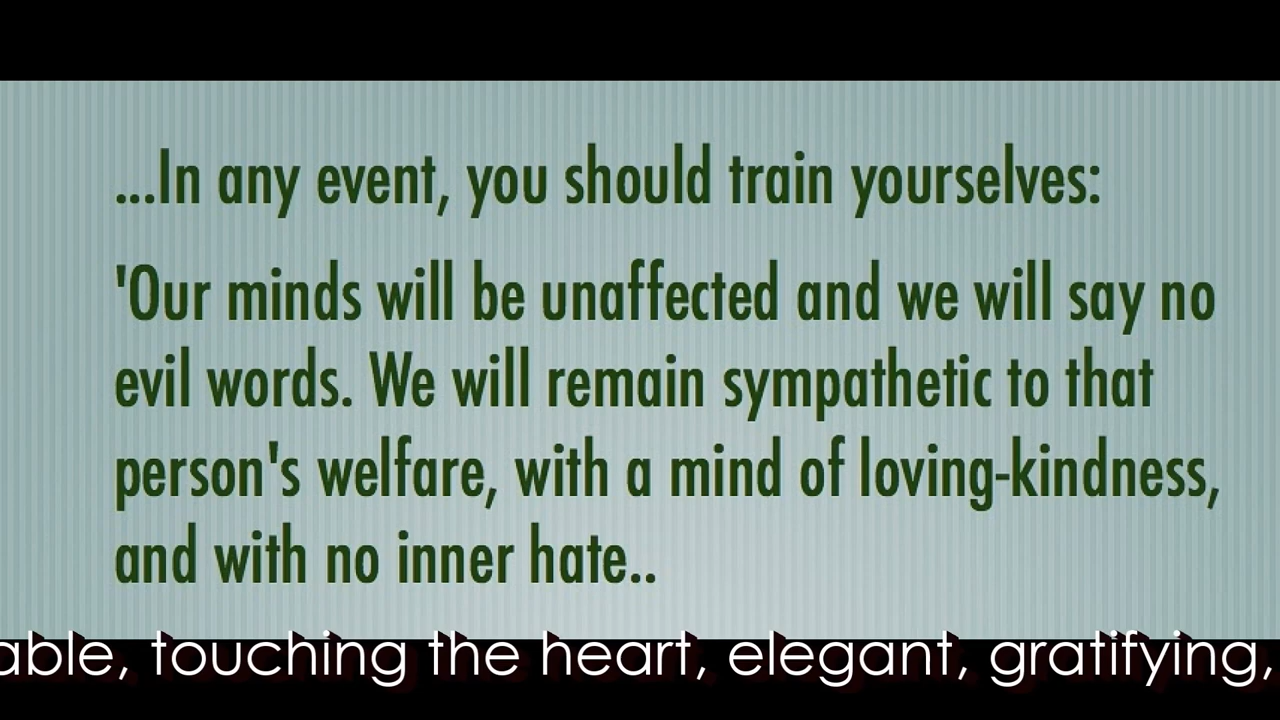 ...In any event, you should train yourselves:
'Our minds will be unaffected and we will say no
evil words. We will remain sympathetic to that
person's welfare, with a mind of loving-kindness,
and with no inner hate..
able, touching the heart, elegant, gratifying,